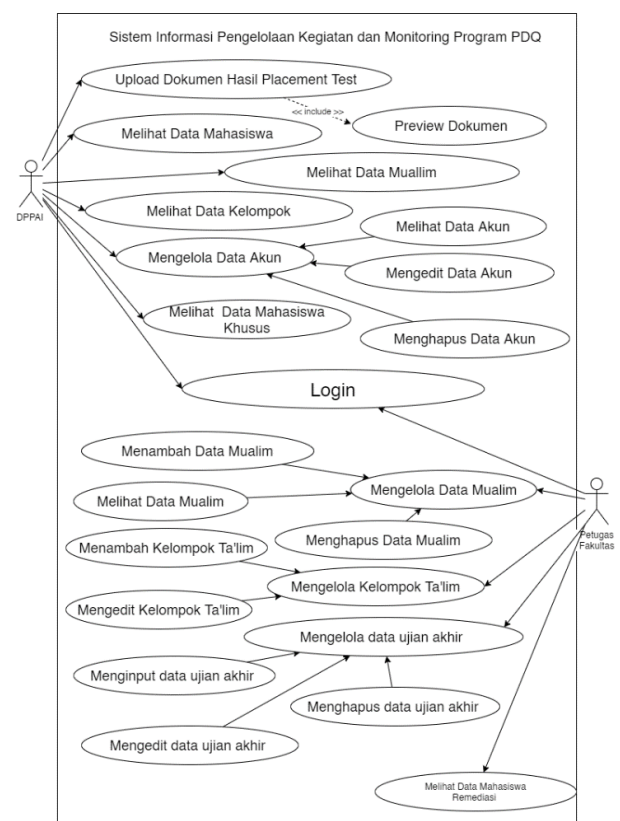 Sistem Informasi Pengelolaan Kegiatan dan Monitoring Program PDQ
Upload Dokumen Hasil Placement Test
<< include >>
Preview Dokumen
Melihat Data Mahasiswa
Melihat Data Muallim
DPPAI
Melihat Data Kelompok
Melihat Data Akun
Mengelola Data Akun
Mengedit Data Akun
Melihat Data Mahasiswa
Khusus
Menghapus Data Akun
Login
Menambah Data Mualim
Mengelola Data Mualim
Melihat Data Mualim
Menghapus Data Mualim
Petugas
Fakultas
Menambah Kelompok Ta'lim
Mengelola Kelompok Ta'lim
Mengedit Kelompok Ta'lim
Mengelola data ujian akhir
Menginput data ujian akhir
Menghapus data ujian akhir
Mengedit data ujian akhir
Melihat Data Mahasiswa
Remediasi